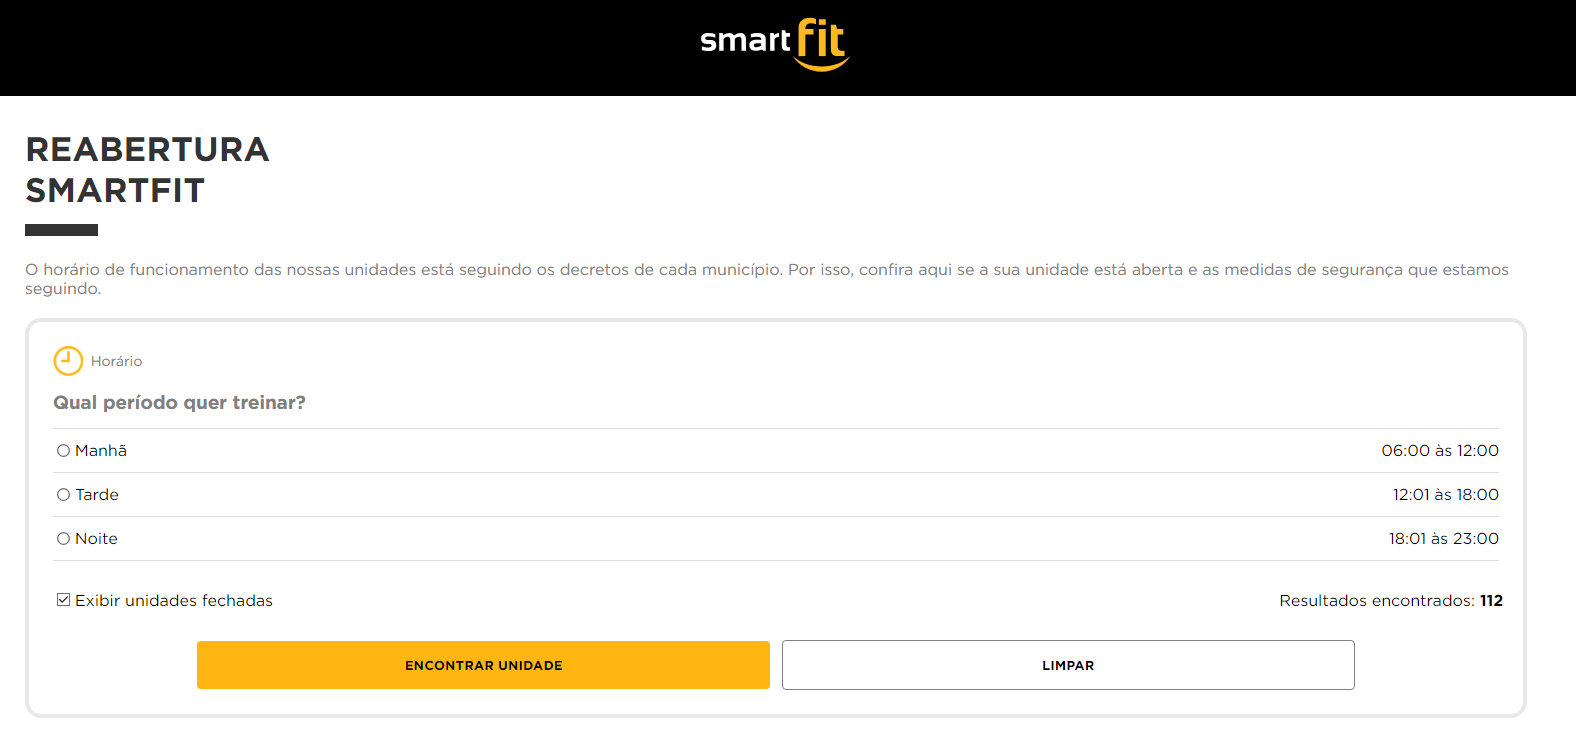 smart fit
REABERTURA
SMARTFIT
O horário de funcionamento das nossas unidades está seguindo os decretos de cada município. Por isso, confira aqui se a sua unidade está aberta e as medidas de segurança que estamos
seguindo.
Horário
Qual período quer treinar?
Manhã 06:00 às 12:00
Tarde 12:01 às 18:00
Noite 18:01 às 23:00
Exibir unidades fechadas Resultados encontrados: 112
ENCONTRAR UNIDADE LIMPAR